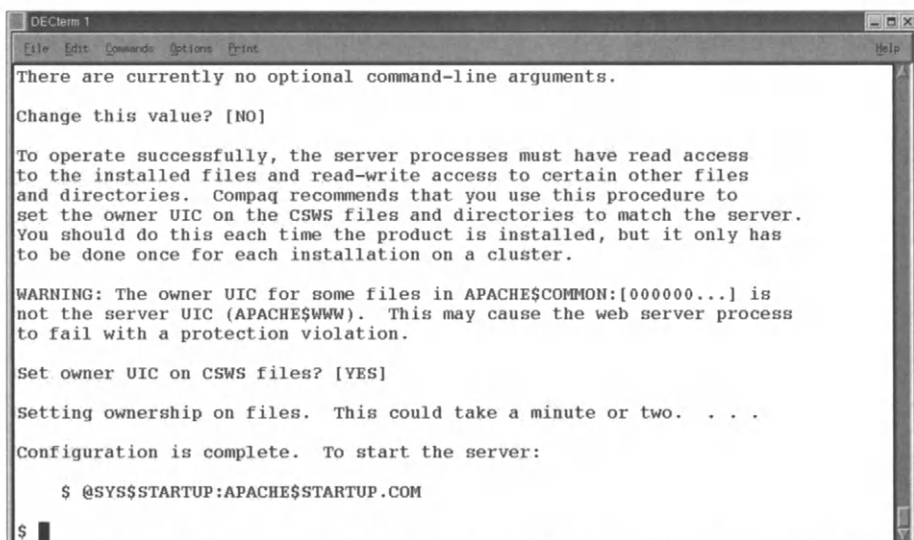 DECterm 1
File Edit Commands Options Print Help
There are currently no optional command-line arguments.
Change this value? [NO]
To operate successfully, the server processes must have read access
to the installed files and read-write access to certain other files
and directories.  Compaq recommends that you use this procedure to
set the owner UIC on the CSWS files and directories to match the server.
You should do this each time the product is installed, but it only has
to be done once for each installation on a cluster.
WARNING: The owner UIC for some files in APACHE$COMMON:[000000...] is
not the server UIC (APACHE$WWW).  This may cause the web server process
to fail with a protection violation.
Set owner UIC on CSWS files? [YES]
Setting ownership on files.  This could take a minute or two.  . . .
Configuration is complete.  To start the server:
$ @SYS$STARTUP:APACHE$STARTUP.COM
$